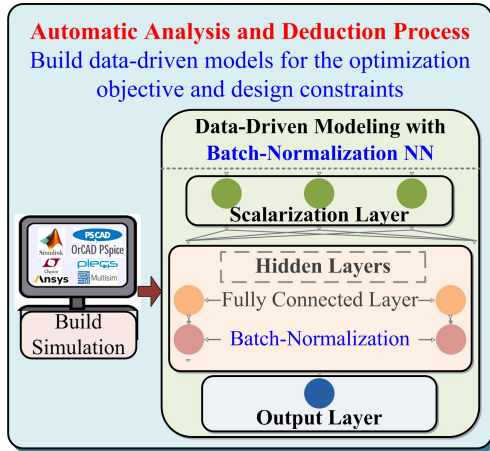 Automatic Analysis and Deduction Process
Build data-driven models for the optimization
objective and design constraints
Data-Driven Modeling with
Batch-Normalization NN
Scalarization Layer
Hidden Layers
Fully Connected Layer
Batch-Normalization
Output Layer
PSCAD
Simulink
OrCAD PSpice
LTspice
plecs
Ansys
Multisim
Build
Simulation